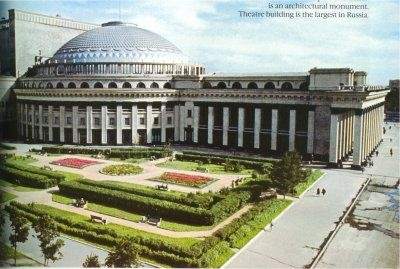 is an architectural monument.
Theatre building is the largest in Russia